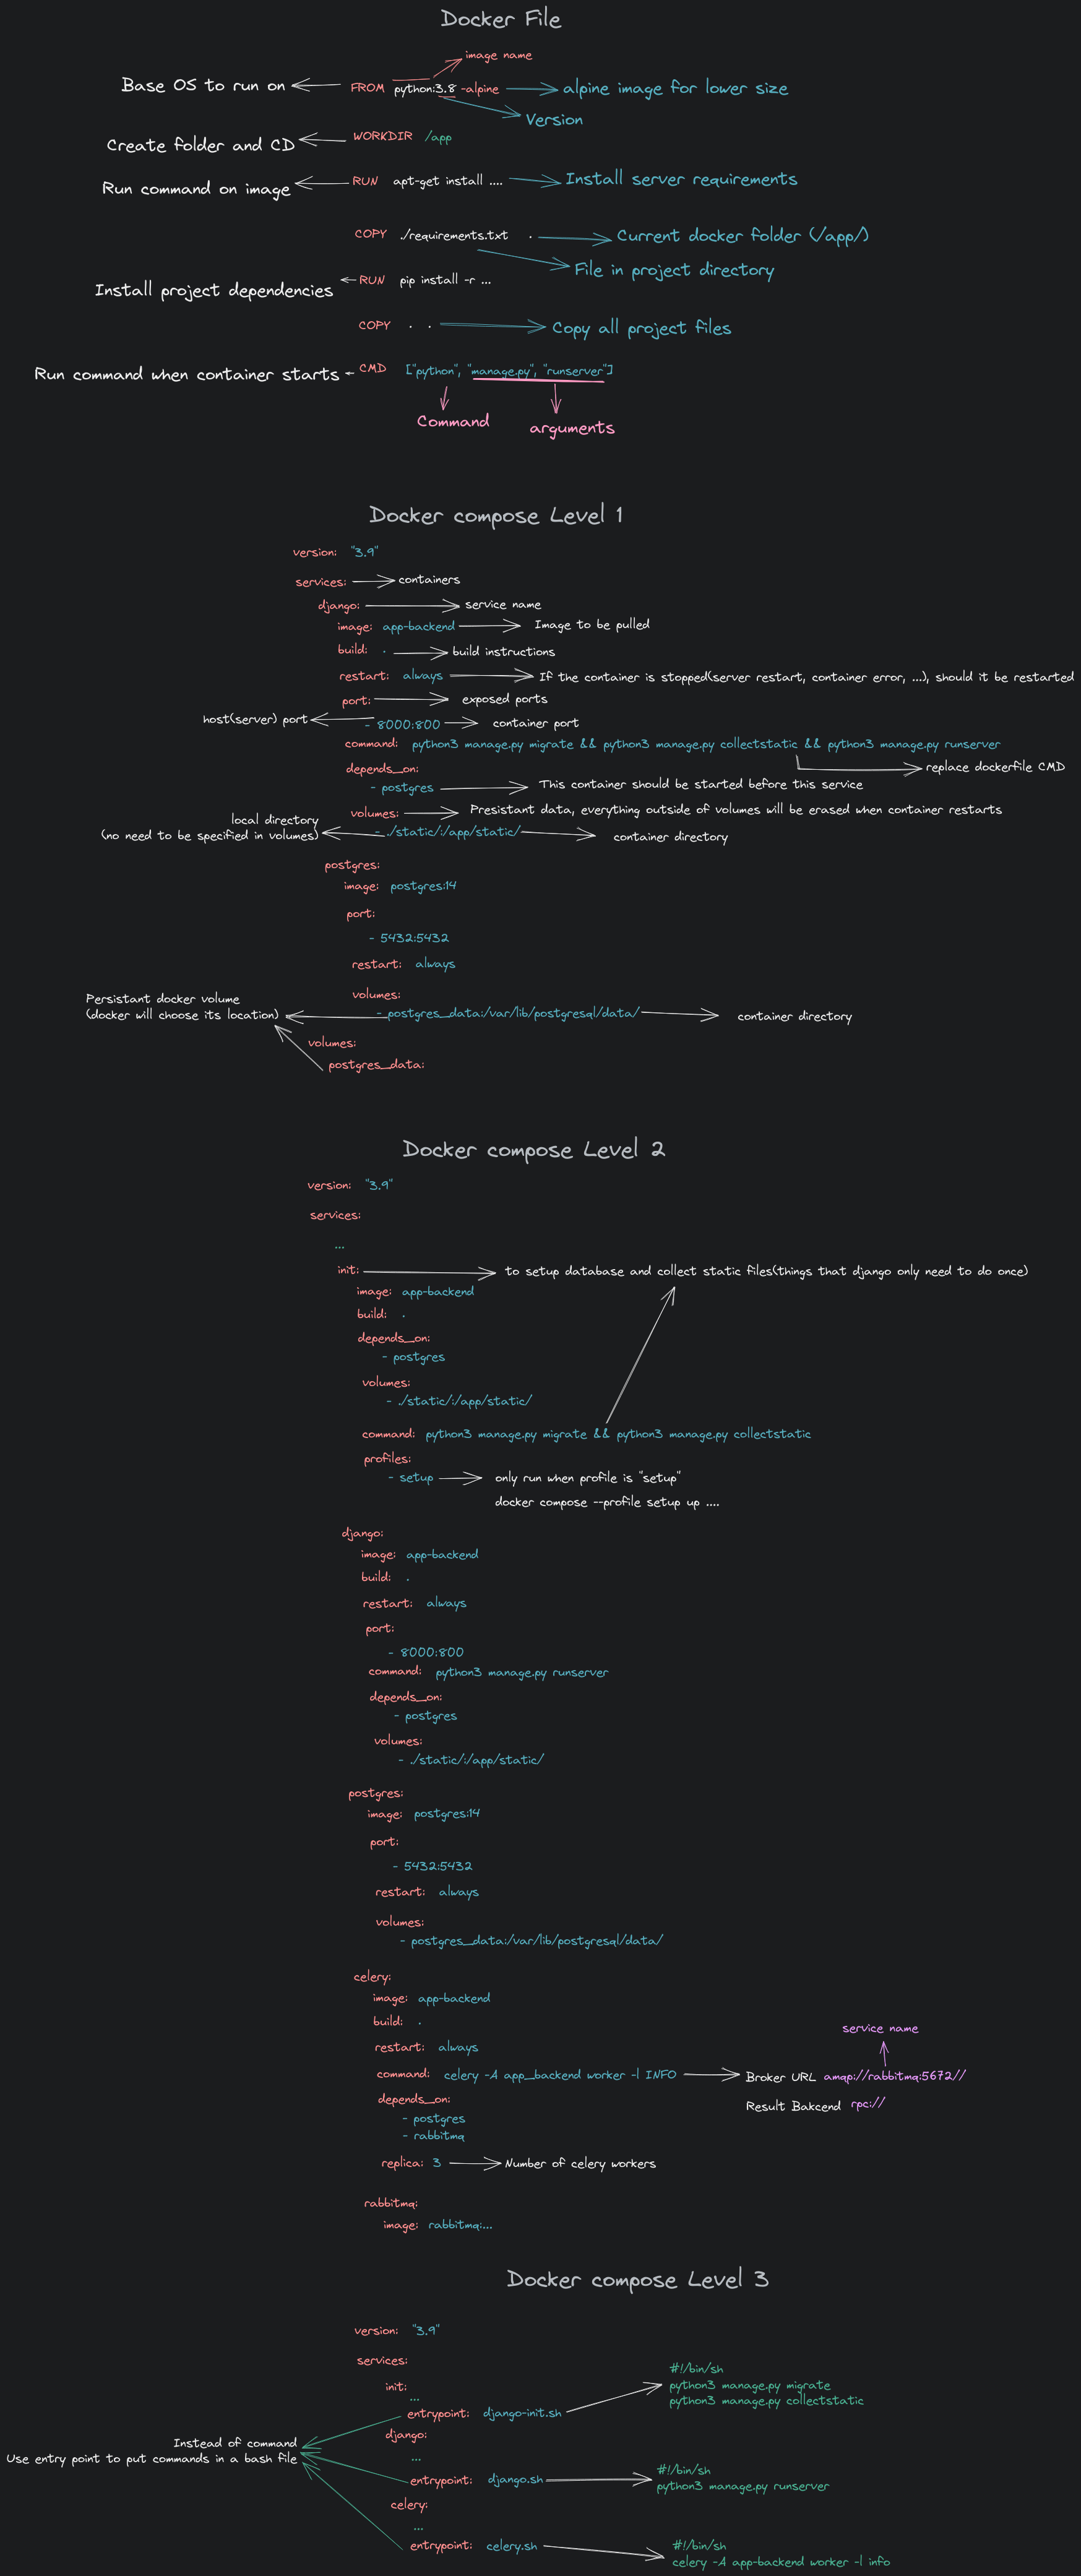 Docker File
image name
Base OS to run on FROM python:3.8 -alpine alpine image for lower size
Version
Create folder and CD WORKDIR /app
Run command on image RUN apt-get install .... Install server requirements
COPY ./requirements.txt . Current docker folder (/app/)
File in project directory
Install project dependencies RUN pip install -r ...
COPY . . Copy all project files
Run command when container starts CMD ["python", "manage.py", "runserver"]
Command arguments
Docker compose Level 1
version: "3.9"
services: containers
django: service name
image: app-backend Image to be pulled
build: . build instructions
restart: always If the container is stopped(server restart, container error, ...), should it be restarted
port: exposed ports
host(server) port - 8000:800 container port
command: python3 manage.py migrate && python3 manage.py collectstatic && python3 manage.py runserver
replace dockerfile CMD
depends_on:
- postgres This container should be started before this service
volumes: Presistant data, everything outside of volumes will be erased when container restarts
local directory
(no need to be specified in volumes) - ./static/:/app/static/ container directory
postgres:
image: postgres:14
port:
- 5432:5432
restart: always
volumes:
Persistant docker volume
(docker will choose its location) - postgres_data:/var/lib/postgresql/data/ container directory
volumes:
postgres_data:
Docker compose Level 2
version: "3.9"
services:
...
init: to setup database and collect static files(things that django only need to do once)
image: app-backend
build: .
depends_on:
- postgres
volumes:
- ./static/:/app/static/
command: python3 manage.py migrate && python3 manage.py collectstatic
profiles:
- setup only run when profile is "setup"
docker compose --profile setup up ....
django:
image: app-backend
build: .
restart: always
port:
- 8000:800
command: python3 manage.py runserver
depends_on:
- postgres
volumes:
- ./static/:/app/static/
postgres:
image: postgres:14
port:
- 5432:5432
restart: always
volumes:
- postgres_data:/var/lib/postgresql/data/
celery:
image: app-backend
build: .
service name
restart: always
command: celery -A app_backend worker -l INFO Broker URL amqp://rabbitmq:5672//
depends_on:
Result Bakcend rpc://
- postgres
- rabbitmq
replica: 3 Number of celery workers
rabbitmq:
image: rabbitmq:...
Docker compose Level 3
version: "3.9"
services:
init:
...
entrypoint: django-init.sh
#!/bin/sh
python3 manage.py migrate
python3 manage.py collectstatic
django:
Instead of command
Use entry point to put commands in a bash file
...
entrypoint: django.sh
#!/bin/sh
python3 manage.py runserver
celery:
...
entrypoint: celery.sh
#!/bin/sh
celery -A app-backend worker -l info